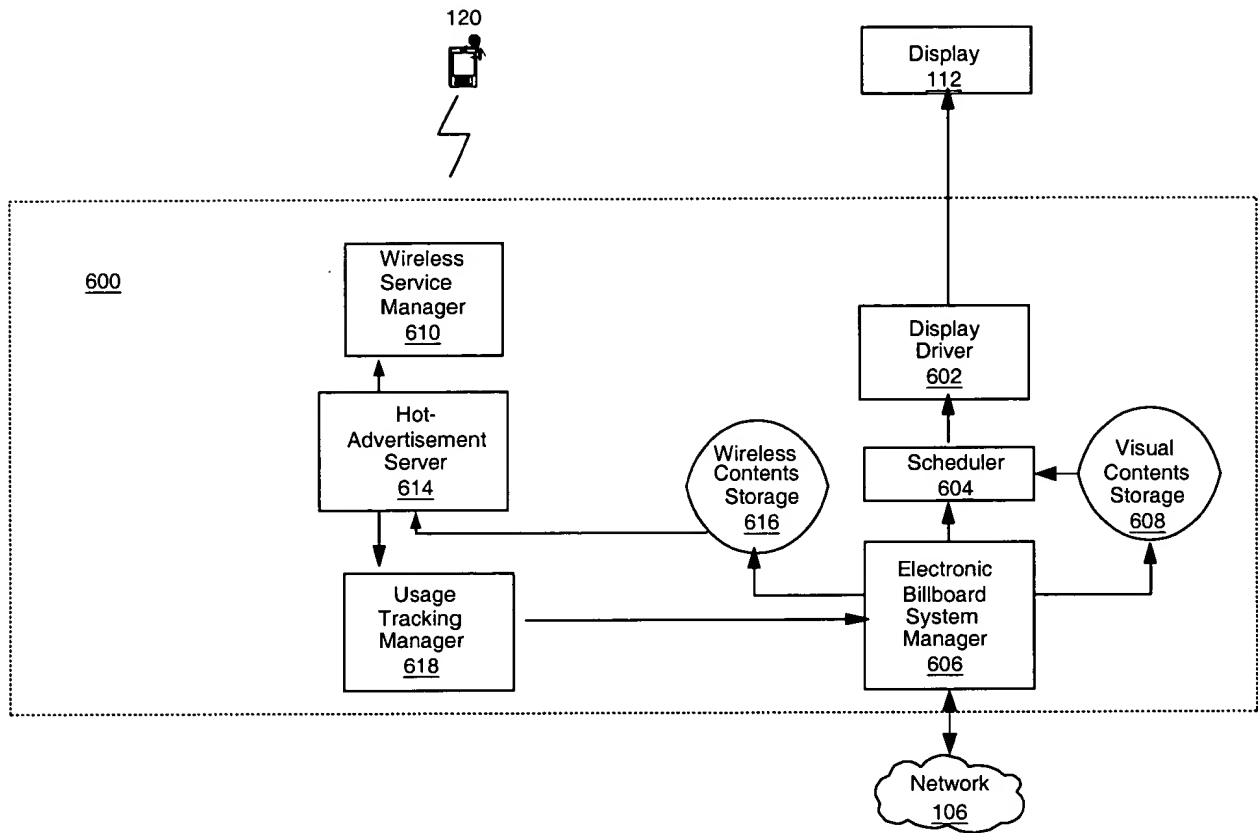 120
Display
112
600
Wireless
Service
Manager
610
Display
Driver
602
Hot-
Advertisement
Server
614
Wireless
Contents
Storage
616
Scheduler
604
Visual
Contents
Storage
608
Usage
Tracking
Manager
618
Electronic
Billboard
System
Manager
606
Network
106